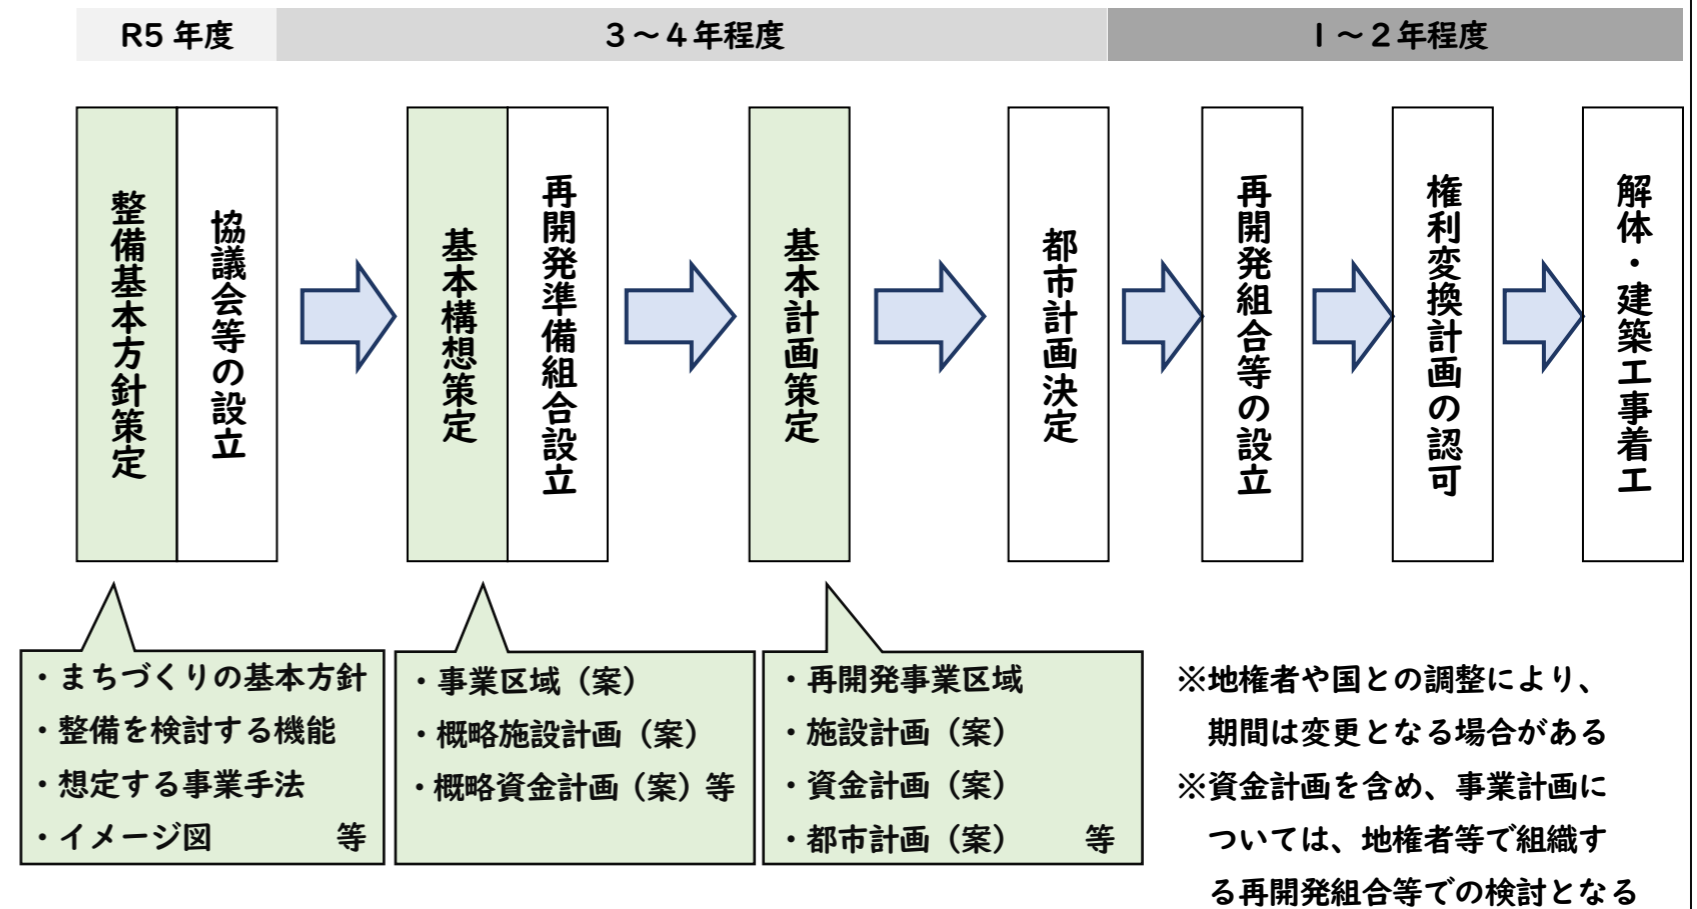 R5 年度
３～４年程度
１～２年程度
整備基本方針策定
協議会等の設立
基本構想策定
再開発準備組合設立
基本計画策定
都市計画決定
再開発組合等の設立
権利変換計画の認可
解体・建築工事着工
・まちづくりの基本方針
・整備を検討する機能
・想定する事業手法
・イメージ図　　　　等
・事業区域（案）
・概略施設計画（案）
・概略資金計画（案）等
・再開発事業区域
・施設計画（案）
・資金計画（案）
・都市計画（案）　　　等
※地権者や国との調整により、
期間は変更となる場合がある
※資金計画を含め、事業計画に
ついては、地権者等で組織す
る再開発組合等での検討となる